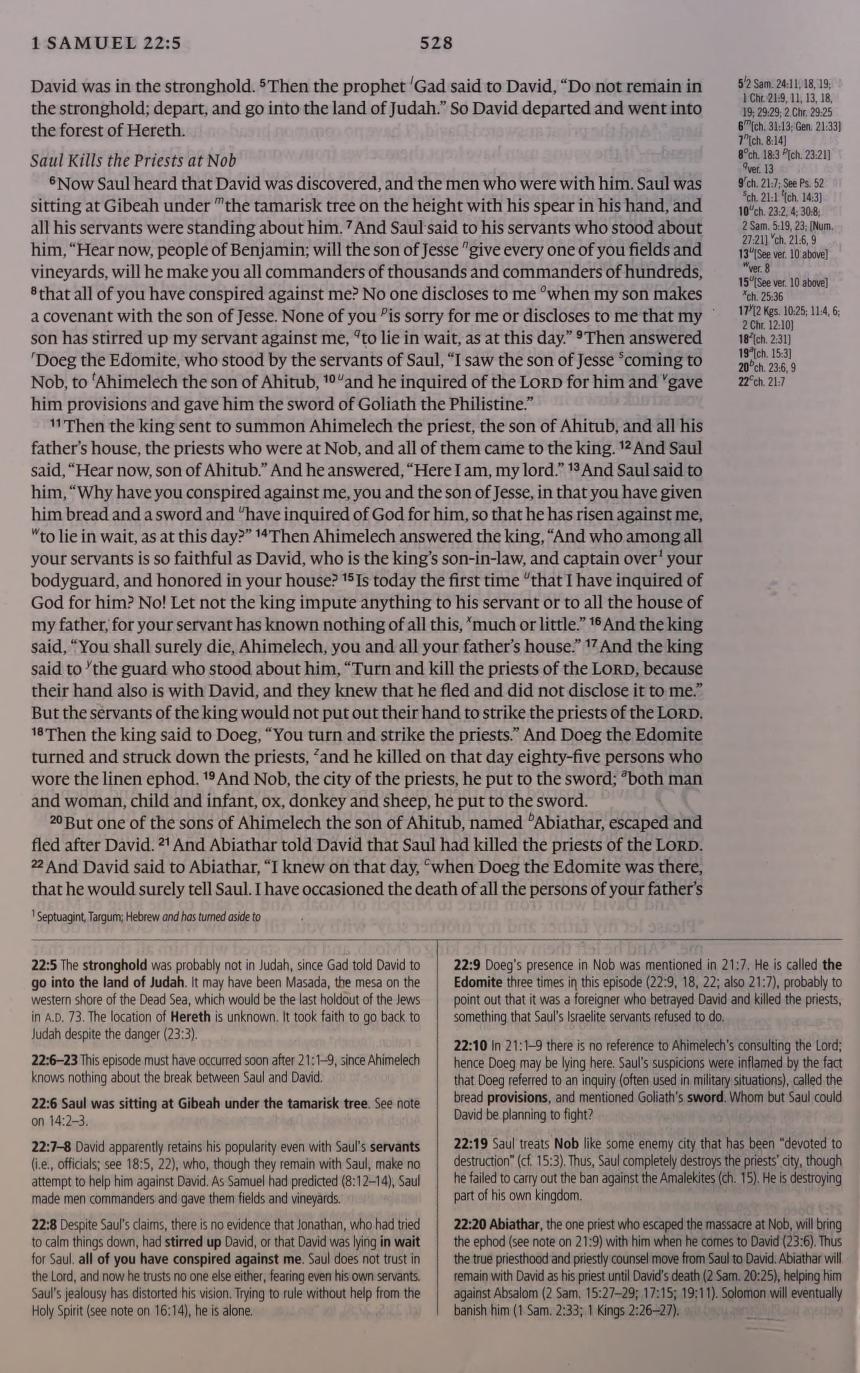 1 SAMUEL 22:5
528
David was in the stronghold. ⁵Then the prophet ˡGad said to David, “Do not remain in
the stronghold; depart, and go into the land of Judah.” So David departed and went into
the forest of Hereth.
Saul Kills the Priests at Nob
⁶Now Saul heard that David was discovered, and the men who were with him. Saul was
sitting at Gibeah under ᵐthe tamarisk tree on the height with his spear in his hand, and
all his servants were standing about him. ⁷And Saul said to his servants who stood about
him, “Hear now, people of Benjamin; will the son of Jesse ⁿgive every one of you fields and
vineyards, will he make you all commanders of thousands and commanders of hundreds,
⁸that all of you have conspired against me? No one discloses to me ᵒwhen my son makes
a covenant with the son of Jesse. None of you ᵖis sorry for me or discloses to me that my
son has stirred up my servant against me, ᑫto lie in wait, as at this day.” ⁹Then answered
ʳDoeg the Edomite, who stood by the servants of Saul, “I saw the son of Jesse ˢcoming to
Nob, to ᵗAhimelech the son of Ahitub, ¹⁰ᵘand he inquired of the LORD for him and ᵛgave
him provisions and gave him the sword of Goliath the Philistine.”
¹¹Then the king sent to summon Ahimelech the priest, the son of Ahitub, and all his
father’s house, the priests who were at Nob, and all of them came to the king. ¹²And Saul
said, “Hear now, son of Ahitub.” And he answered, “Here I am, my lord.” ¹³And Saul said to
him, “Why have you conspired against me, you and the son of Jesse, in that you have given
him bread and a sword and ᵘhave inquired of God for him, so that he has risen against me,
ʷto lie in wait, as at this day?” ¹⁴Then Ahimelech answered the king, “And who among all
your servants is so faithful as David, who is the king’s son-in-law, and captain over¹ your
bodyguard, and honored in your house? ¹⁵Is today the first time ᵘthat I have inquired of
God for him? No! Let not the king impute anything to his servant or to all the house of
my father, for your servant has known nothing of all this, ˣmuch or little.” ¹⁶And the king
said, “You shall surely die, Ahimelech, you and all your father’s house.” ¹⁷And the king
said to ʸthe guard who stood about him, “Turn and kill the priests of the LORD, because
their hand also is with David, and they knew that he fled and did not disclose it to me.”
But the servants of the king would not put out their hand to strike the priests of the LORD.
¹⁸Then the king said to Doeg, “You turn and strike the priests.” And Doeg the Edomite
turned and struck down the priests, ᶻand he killed on that day eighty-five persons who
wore the linen ephod. ¹⁹And Nob, the city of the priests, he put to the sword; ᵃboth man
and woman, child and infant, ox, donkey and sheep, he put to the sword.
²⁰But one of the sons of Ahimelech the son of Ahitub, named ᵇAbiathar, escaped and
fled after David. ²¹And Abiathar told David that Saul had killed the priests of the LORD.
²²And David said to Abiathar, “I knew on that day, ᶜwhen Doeg the Edomite was there,
that he would surely tell Saul. I have occasioned the death of all the persons of your father’s
¹ Septuagint, Targum; Hebrew and has turned aside to
5ˡ2 Sam. 24:11, 18, 19;
1 Chr. 21:9, 11, 13, 18,
19; 29:29; 2 Chr. 29:25
6ᵐ[ch. 31:13; Gen. 21:33]
7ⁿ[ch. 8:14]
8ᵒch. 18:3 ᵖ[ch. 23:21]
ᑫver. 13
9ʳch. 21:7; See Ps. 52
ˢch. 21:1 ᵗ[ch. 14:3]
10ᵘch. 23:2, 4; 30:8;
2 Sam. 5:19, 23; [Num.
27:21] ᵛch. 21:6, 9
13ᵘ[See ver. 10 above]
ʷver. 8
15ᵘ[See ver. 10 above]
ˣch. 25:36
17ʸ[2 Kgs. 10:25; 11:4, 6;
2 Chr. 12:10]
18ᶻ[ch. 2:31]
19ᵃ[ch. 15:3]
20ᵇch. 23:6, 9
22ᶜch. 21:7
22:5 The stronghold was probably not in Judah, since Gad told David to
go into the land of Judah. It may have been Masada, the mesa on the
western shore of the Dead Sea, which would be the last holdout of the Jews
in A.D. 73. The location of Hereth is unknown. It took faith to go back to
Judah despite the danger (23:3).
22:6–23 This episode must have occurred soon after 21:1–9, since Ahimelech
knows nothing about the break between Saul and David.
22:6 Saul was sitting at Gibeah under the tamarisk tree. See note
on 14:2–3.
22:7–8 David apparently retains his popularity even with Saul’s servants
(i.e., officials; see 18:5, 22), who, though they remain with Saul, make no
attempt to help him against David. As Samuel had predicted (8:12–14), Saul
made men commanders and gave them fields and vineyards.
22:8 Despite Saul’s claims, there is no evidence that Jonathan, who had tried
to calm things down, had stirred up David, or that David was lying in wait
for Saul. all of you have conspired against me. Saul does not trust in
the Lord, and now he trusts no one else either, fearing even his own servants.
Saul’s jealousy has distorted his vision. Trying to rule without help from the
Holy Spirit (see note on 16:14), he is alone.
22:9 Doeg’s presence in Nob was mentioned in 21:7. He is called the
Edomite three times in this episode (22:9, 18, 22; also 21:7), probably to
point out that it was a foreigner who betrayed David and killed the priests,
something that Saul’s Israelite servants refused to do.
22:10 In 21:1–9 there is no reference to Ahimelech’s consulting the Lord;
hence Doeg may be lying here. Saul’s suspicions were inflamed by the fact
that Doeg referred to an inquiry (often used in military situations), called the
bread provisions, and mentioned Goliath’s sword. Whom but Saul could
David be planning to fight?
22:19 Saul treats Nob like some enemy city that has been “devoted to
destruction” (cf. 15:3). Thus, Saul completely destroys the priests’ city, though
he failed to carry out the ban against the Amalekites (ch. 15). He is destroying
part of his own kingdom.
22:20 Abiathar, the one priest who escaped the massacre at Nob, will bring
the ephod (see note on 21:9) with him when he comes to David (23:6). Thus
the true priesthood and priestly counsel move from Saul to David. Abiathar will
remain with David as his priest until David’s death (2 Sam. 20:25), helping him
against Absalom (2 Sam. 15:27–29; 17:15; 19:11). Solomon will eventually
banish him (1 Sam. 2:33; 1 Kings 2:26–27).